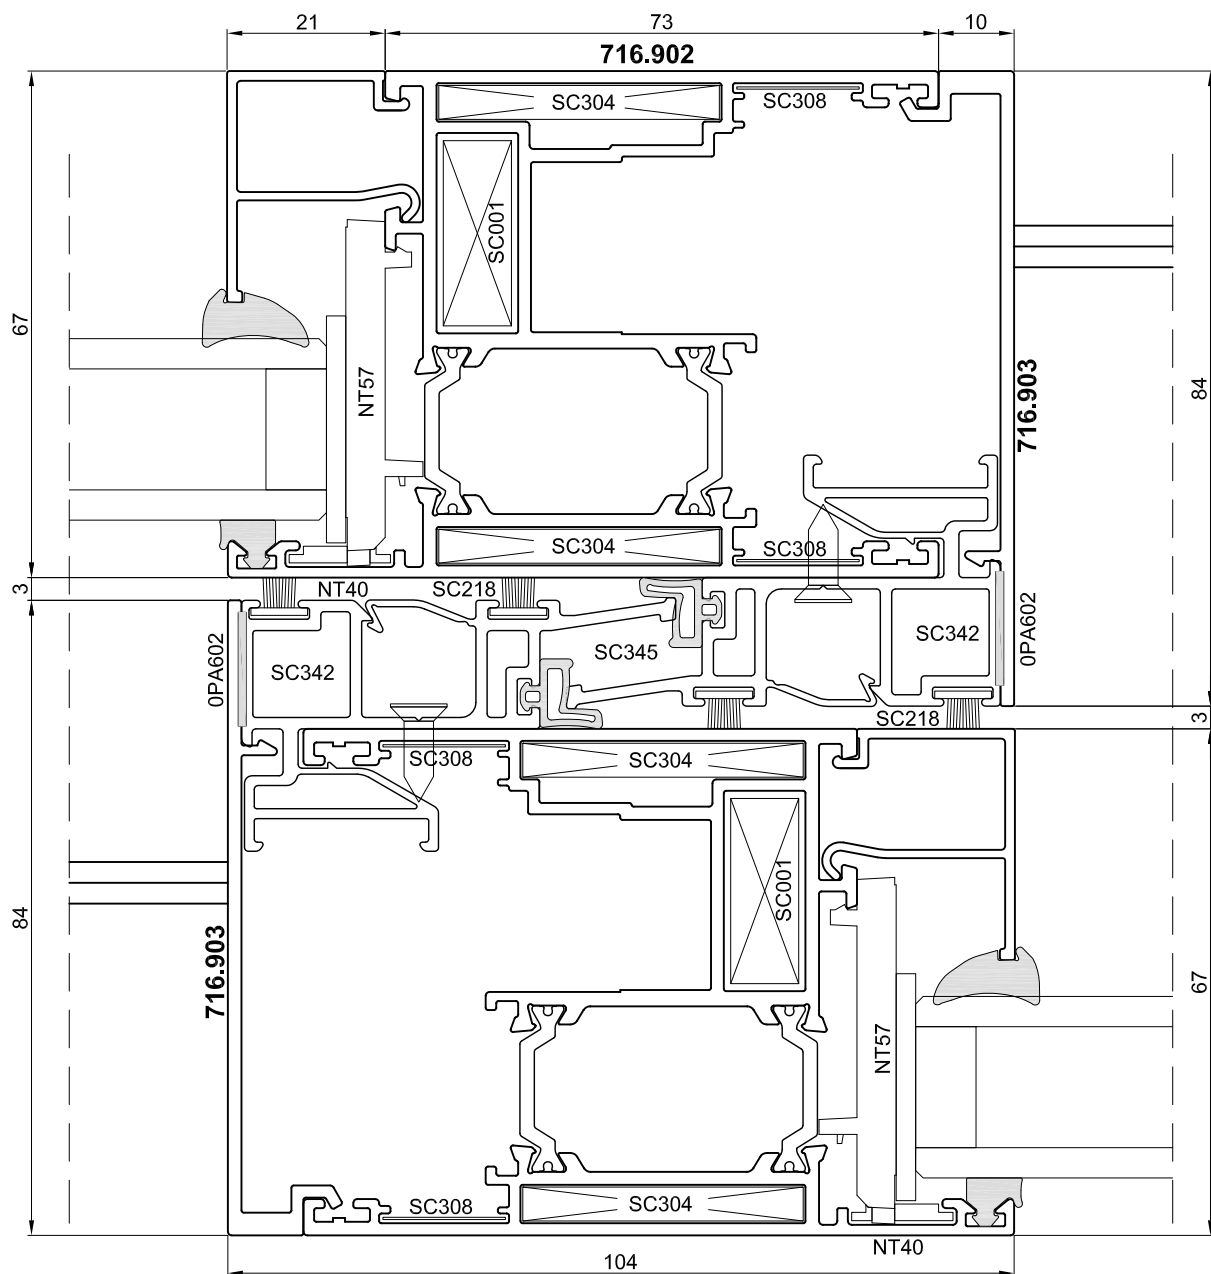 21
73
10
716.902
SC304
SC308
SC001
67
NT57
716.903
84
SC304
SC308
3
NT40
SC218
0PA602
SC342
SC345
SC342
0PA602
SC218
3
SC308
SC304
SC001
84
716.903
67
NT57
SC308
SC304
NT40
104